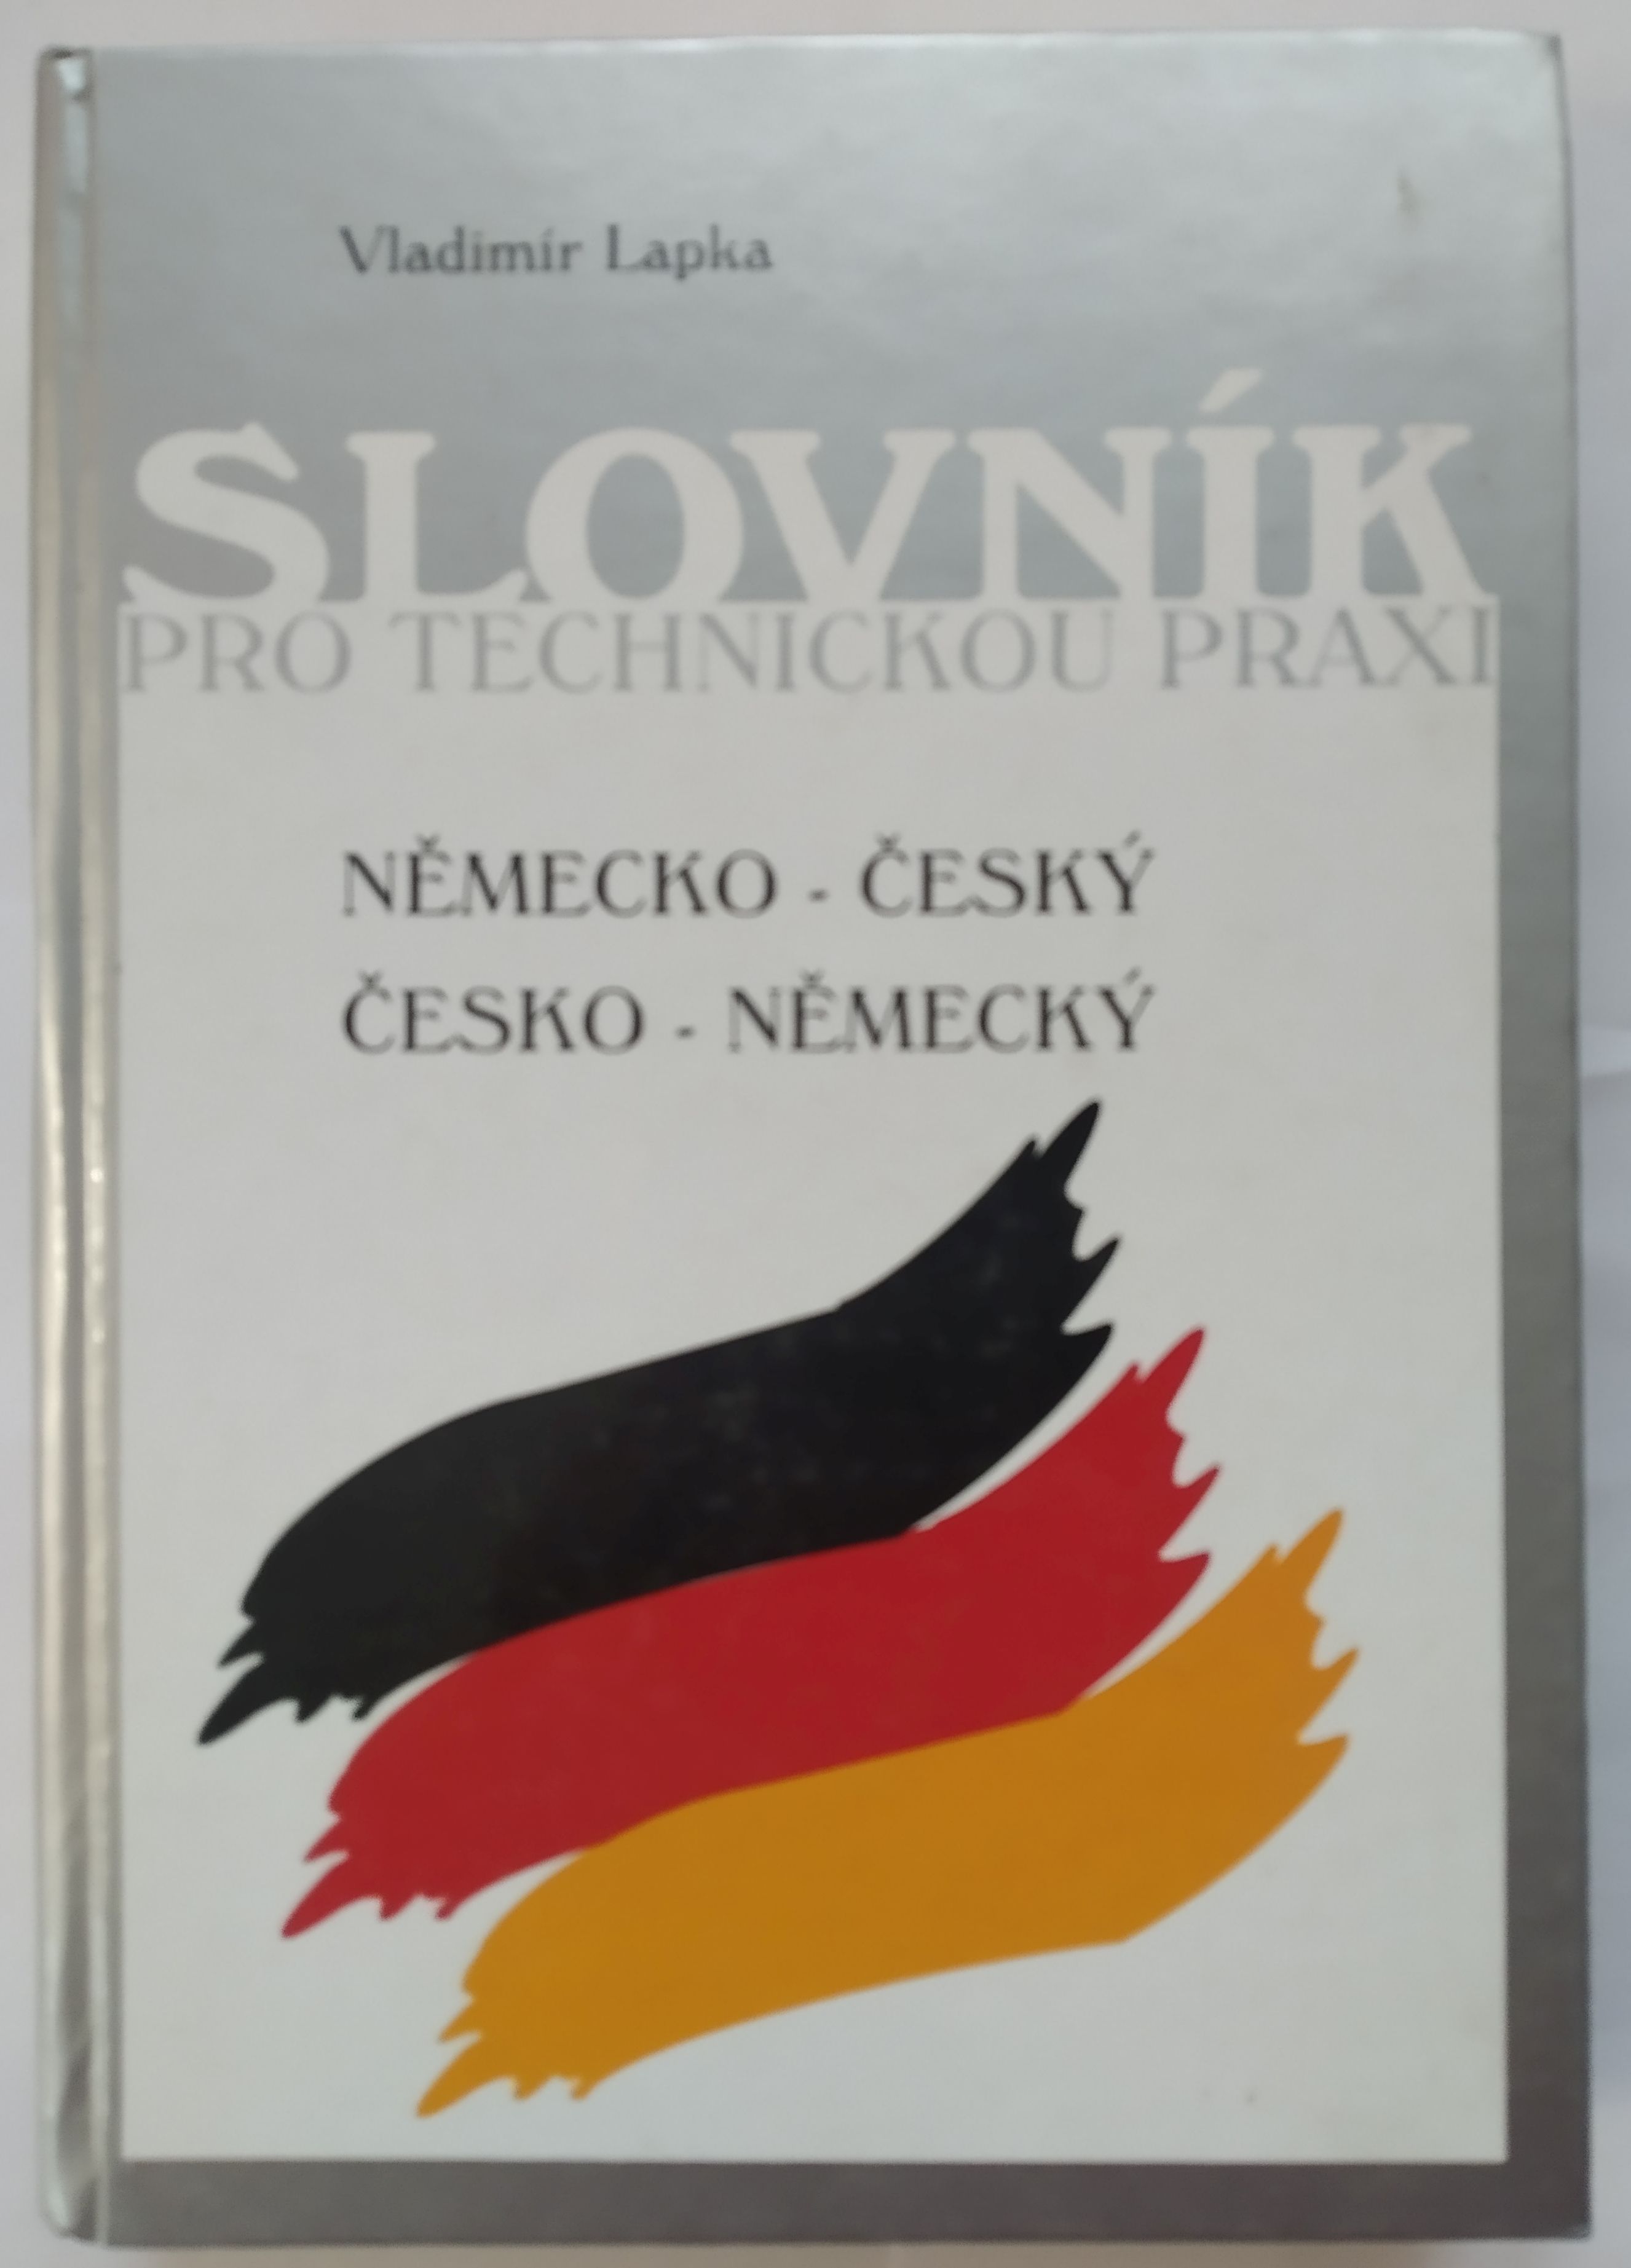 Vladimír Lapka
SLOVNÍK
PRO TECHNICKOU PRAXI
NĚMECKO - ČESKÝ
ČESKO - NĚMECKÝ